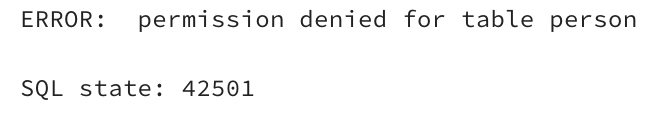 ERROR:  permission denied for table person
SQL state: 42501